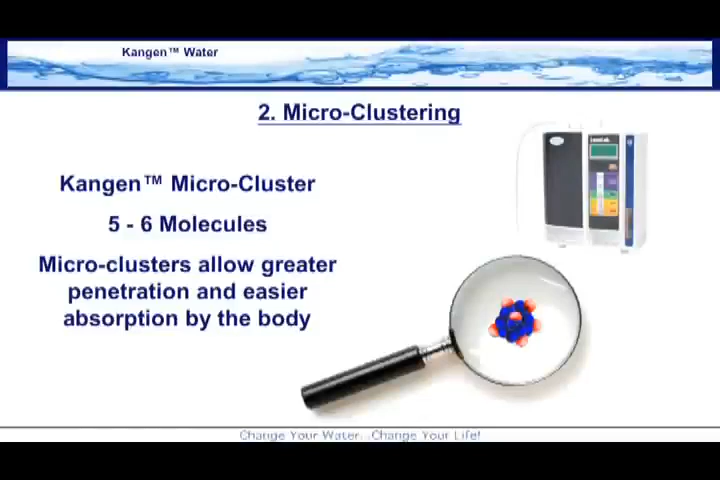 Kangen™ Water
2. Micro-Clustering
Kangen™ Micro-Cluster
5 - 6 Molecules
Micro-clusters allow greater
penetration and easier
absorption by the body
Change Your Water...Change Your Life!